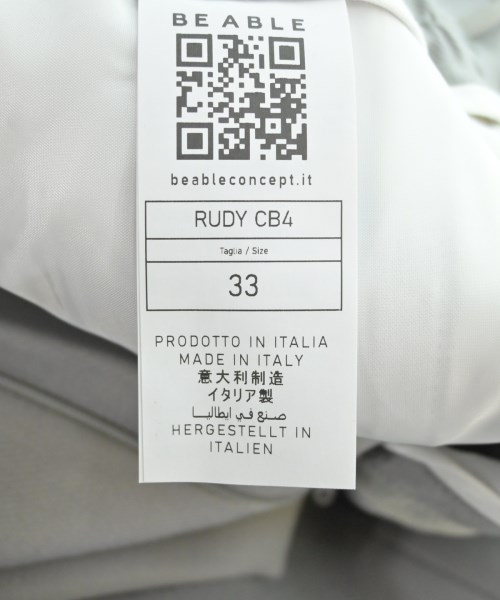 BE ABLE
beableconcept.it
RUDY CB4
Taglia / Size
33
PRODOTTO IN ITALIA
MADE IN ITALY
意大利制造
イタリア製
صنع في ايطاليا
HERGESTELLT IN
ITALIEN